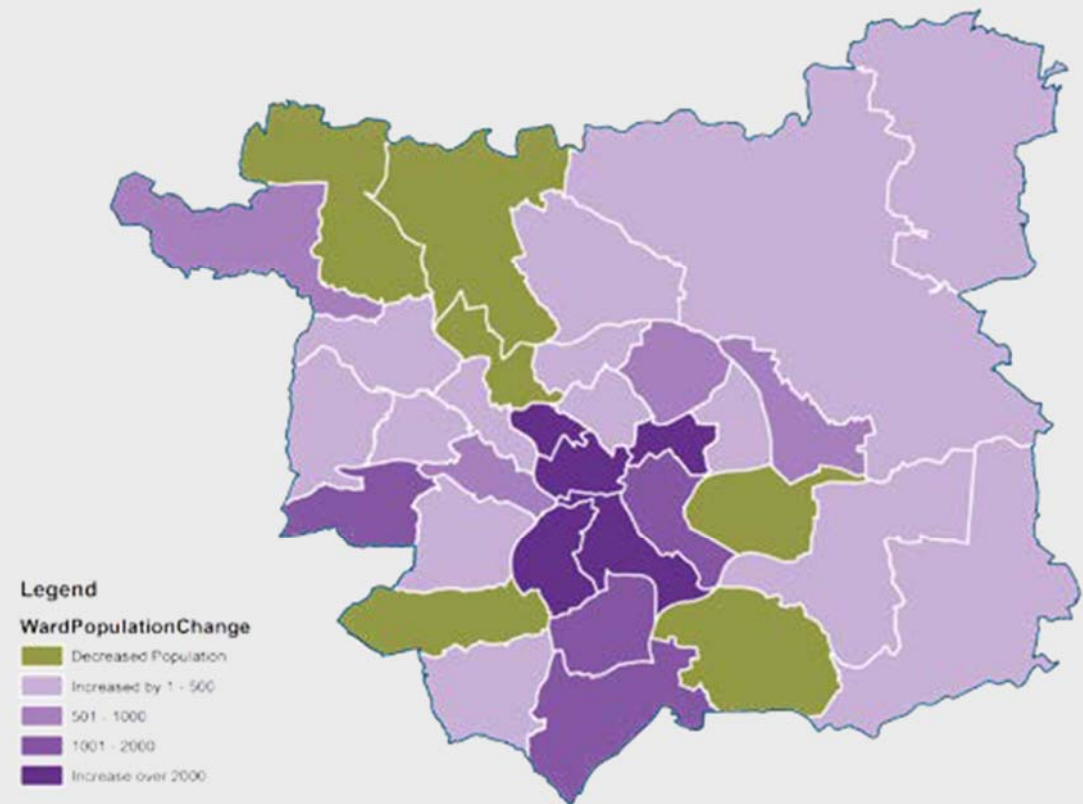 Legend
WardPopulationChange
Decreased Population
Increased by 1 - 500
501 - 1000
1001 - 2000
Increase over 2000